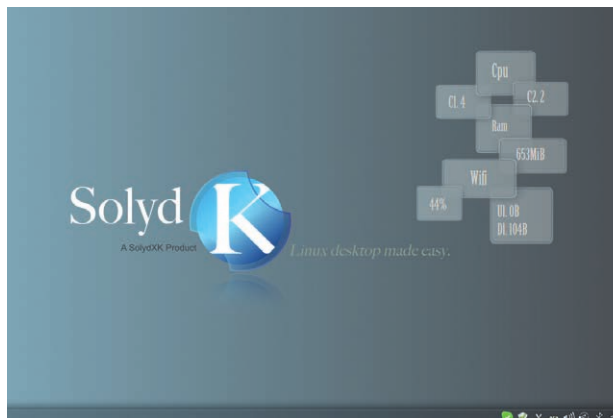 Cpu
C1. 4
C2. 2
Ram
653MiB
Wifi
44%
Ul. 0B
Dl. 104B
Solyd K
A SolydXK Product
Linux desktop made easy.